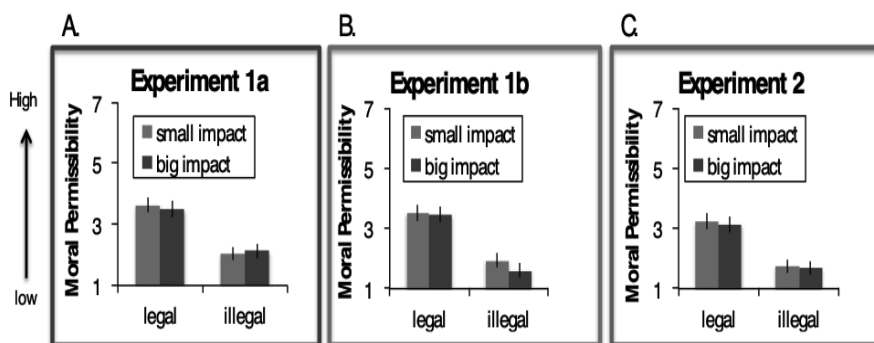 A.
B.
C.
High
low
Experiment 1a
Moral Permissibility
7
5
3
1
small impact
big impact
legal
illegal
Experiment 1b
Moral Permissibility
7
5
3
1
small impact
big impact
legal
illegal
Experiment 2
Moral Permissibility
7
5
3
1
small impact
big impact
legal
illegal